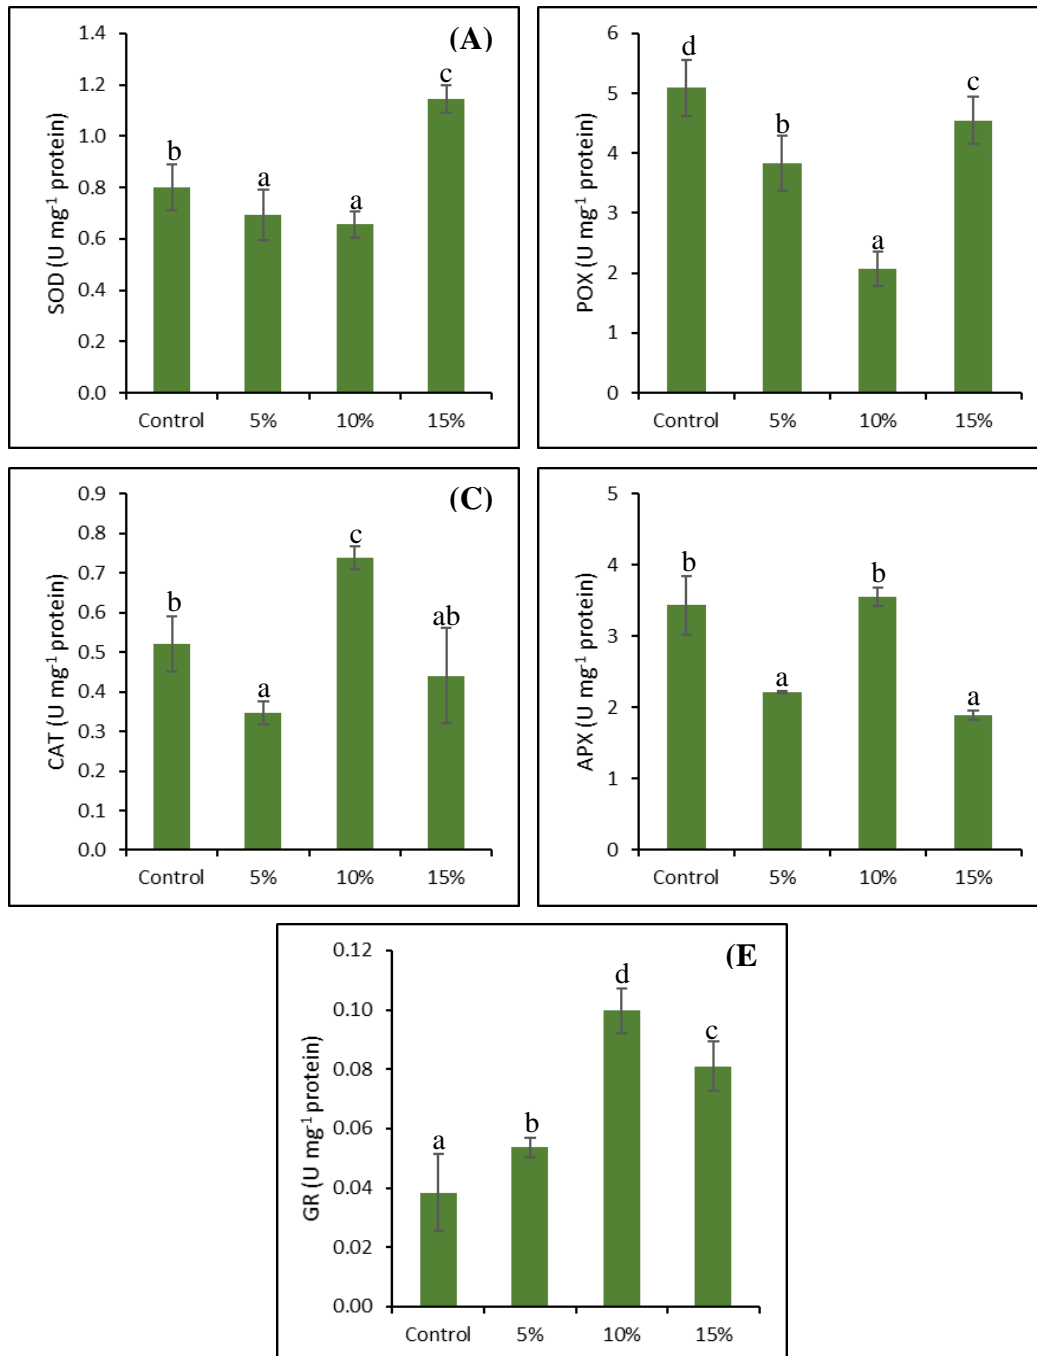 (A)
SOD (U mg⁻¹ protein)
1.4
1.2
1.0
0.8
0.6
0.4
0.2
0.0
b
a
a
c
Control 5% 10% 15%
POX (U mg⁻¹ protein)
6
5
4
3
2
1
0
d
b
a
c
Control 5% 10% 15%
(C)
CAT (U mg⁻¹ protein)
0.9
0.8
0.7
0.6
0.5
0.4
0.3
0.2
0.1
0.0
b
a
c
ab
Control 5% 10% 15%
APX (U mg⁻¹ protein)
5
4
3
2
1
0
b
a
b
a
Control 5% 10% 15%
(E
GR (U mg⁻¹ protein)
0.12
0.10
0.08
0.06
0.04
0.02
0.00
a
b
d
c
Control 5% 10% 15%